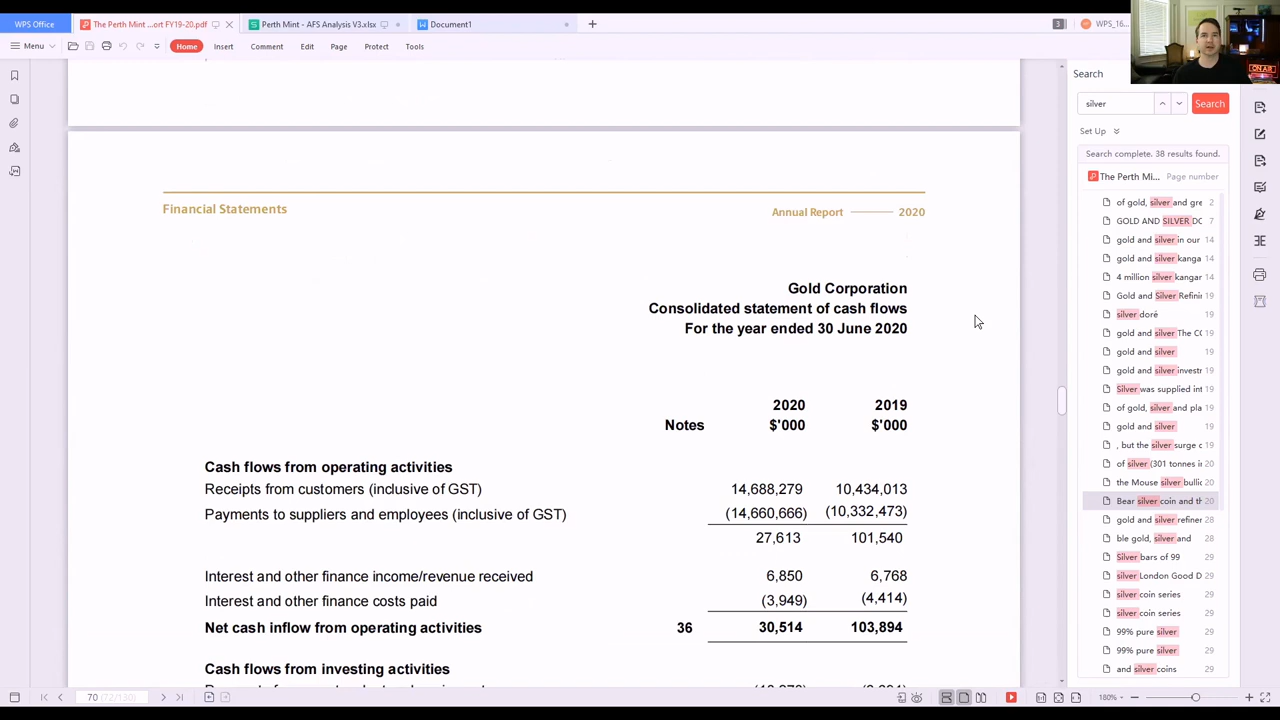 WPS Office
The Perth Mint ...ort FY19-20.pdf
Perth Mint - AFS Analysis V3.xlsx
Document1
3
WPS_16
Menu
Home
Insert
Comment
Edit
Page
Protect
Tools
ON AIR
Search
silver
Search
Set Up
Search complete. 38 results found.
The Perth Mi...
Page number
of gold, silver and gre 2
GOLD AND SILVER DC 7
gold and silver in our 14
gold and silver kanga 14
4 million silver kangar 14
Gold and Silver Refini 19
silver doré 19
gold and silver The CC 19
gold and silver 19
gold and silver investr 19
Silver was supplied int 19
of gold, silver and pla 19
gold and silver 19
, but the silver surge c 19
of silver (301 tonnes ir 20
the Mouse silver bullic 20
Bear silver coin and th 20
gold and silver refiner 28
ble gold, silver and 28
Silver bars of 99 29
silver London Good D 29
silver coin series 29
silver coin series 29
99% pure silver 29
99% pure silver 29
and silver coins 29
Financial Statements
Annual Report 2020
Gold Corporation
Consolidated statement of cash flows
For the year ended 30 June 2020
2020 2019
Notes $'000 $'000
Cash flows from operating activities
Receipts from customers (inclusive of GST) 14,688,279 10,434,013
Payments to suppliers and employees (inclusive of GST) (14,660,666) (10,332,473)
27,613 101,540
Interest and other finance income/revenue received 6,850 6,768
Interest and other finance costs paid (3,949) (4,414)
Net cash inflow from operating activities 36 30,514 103,894
Cash flows from investing activities
70 (72/130)
180%